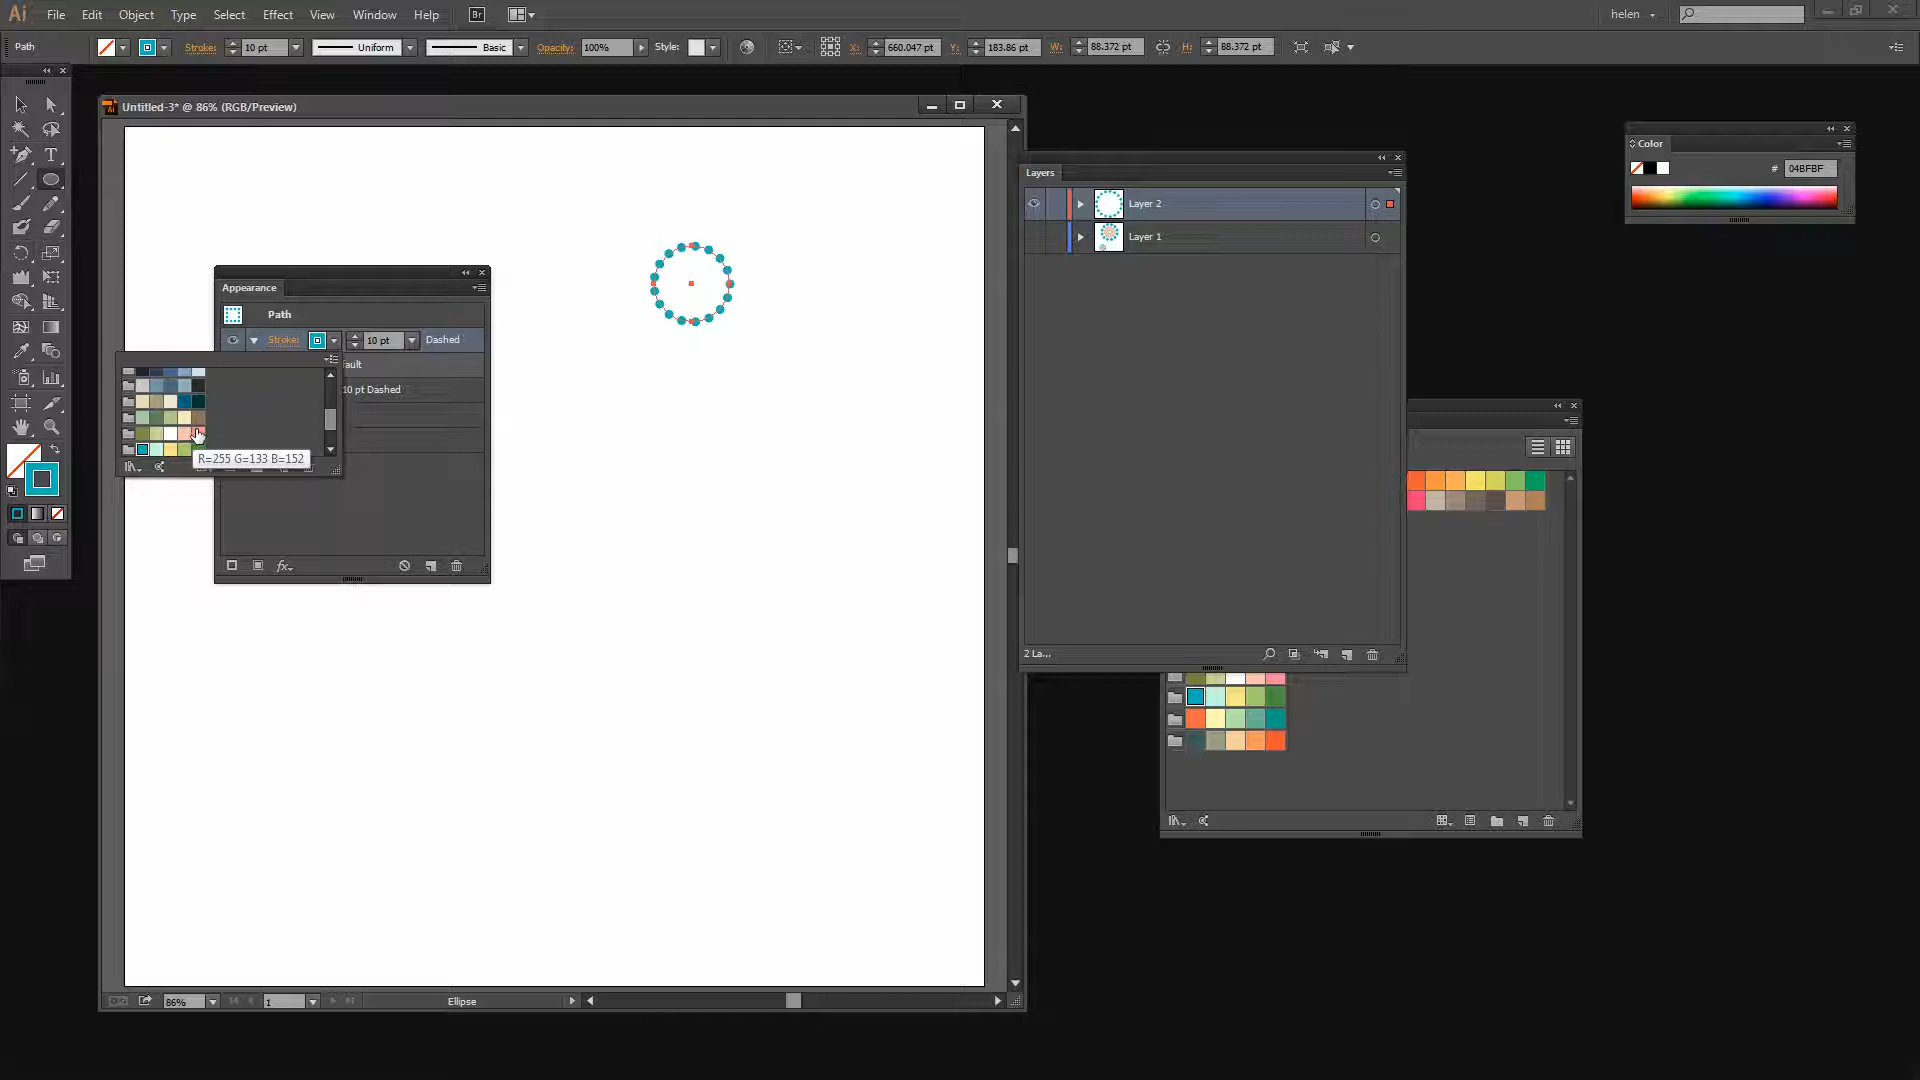 Ai File Edit Object Type Select Effect View Window Help Br helen
Path Stroke: 10 pt Uniform Basic Opacity: 100% Style: X: 660.047 pt Y: 183.86 pt W: 88.372 pt H: 88.372 pt
Untitled-3* @ 86% (RGB/Preview)
Color
# 04BFBF
Layers
Layer 2
Layer 1
Appearance
Path
Stroke: 10 pt Dashed
fault
10 pt Dashed
R=255 G=133 B=152
fx
2 La...
86% 1 Ellipse